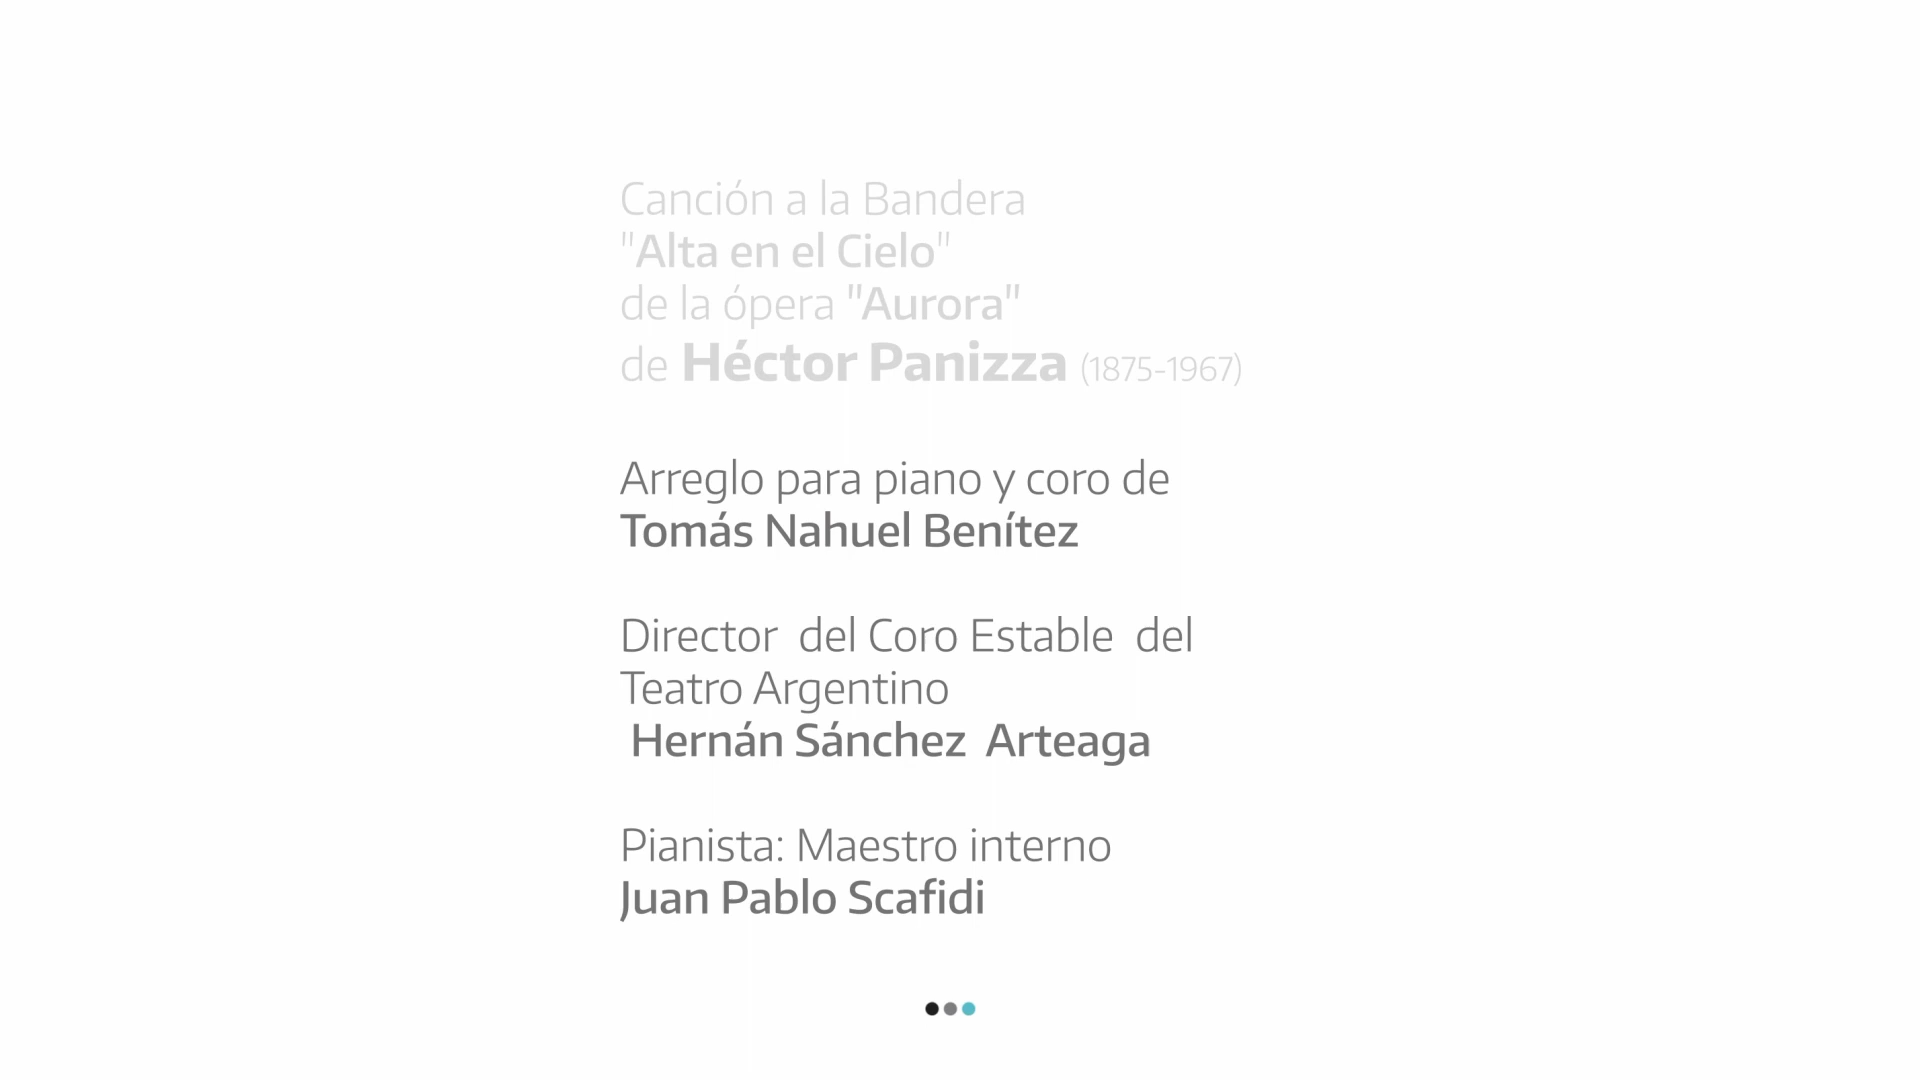 Canción a la Bandera
"Alta en el Cielo"
de la ópera "Aurora"
de Héctor Panizza (1875-1967)
Arreglo para piano y coro de
Tomás Nahuel Benítez
Director  del Coro Estable  del
Teatro Argentino
Hernán Sánchez  Arteaga
Pianista: Maestro interno
Juan Pablo Scafidi